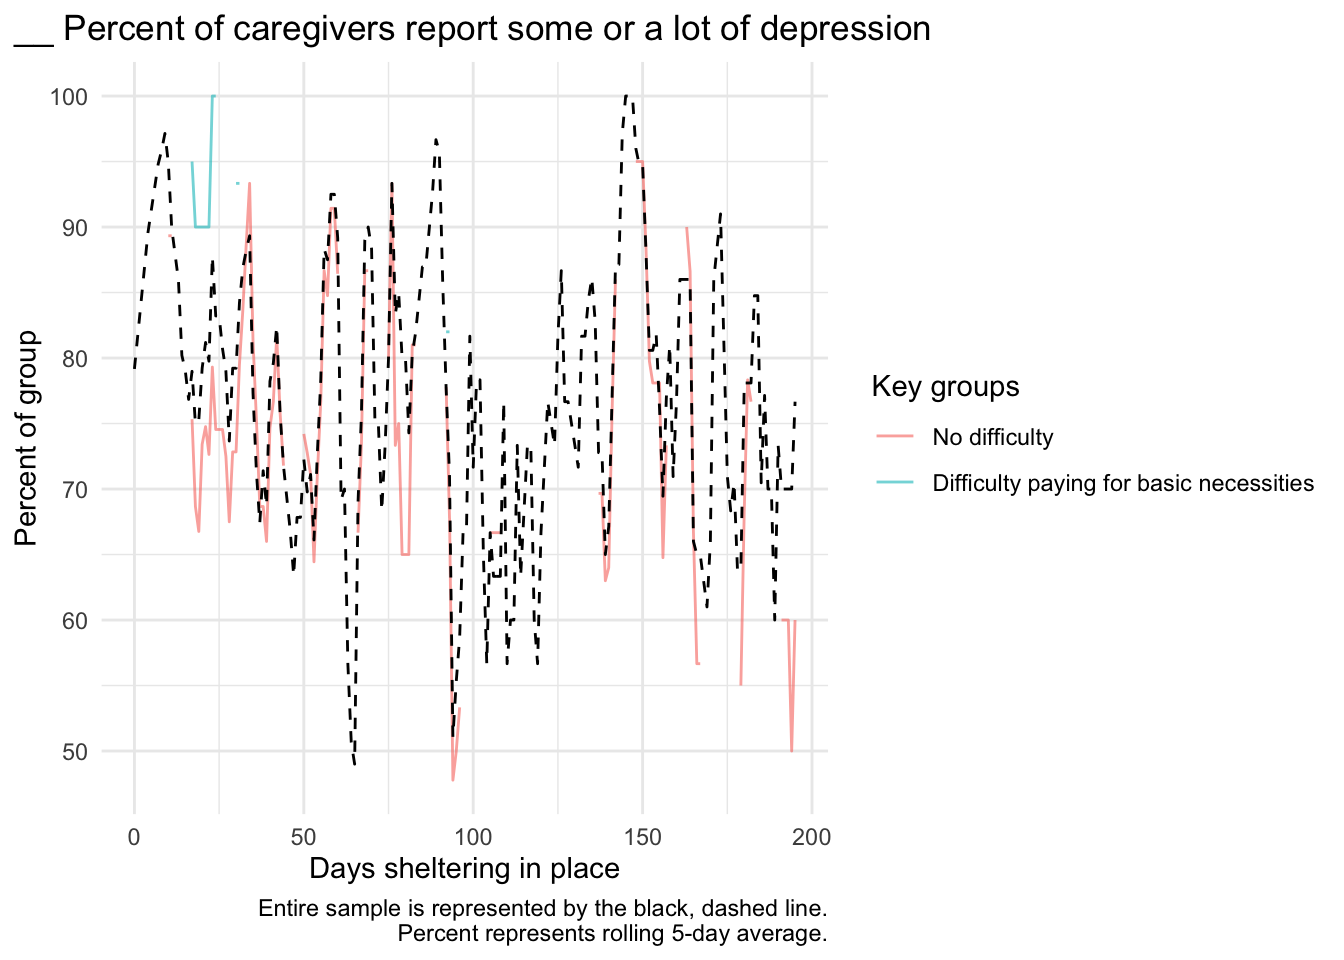 __ Percent of caregivers report some or a lot of depression
100
90
80
70
60
50
Percent of group
0 50 100 150 200
Days sheltering in place
Key groups
No difficulty
Difficulty paying for basic necessities
Entire sample is represented by the black, dashed line.
Percent represents rolling 5-day average.